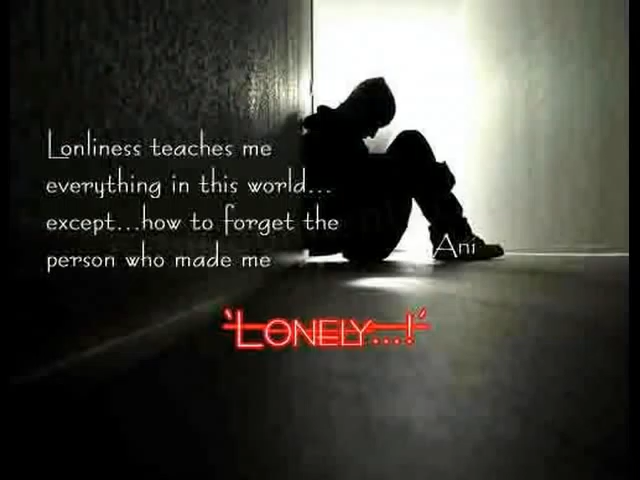 Lonliness teaches me
everything in this world...
except...how to forget the
person who made me
Ani
'LONELY...!'